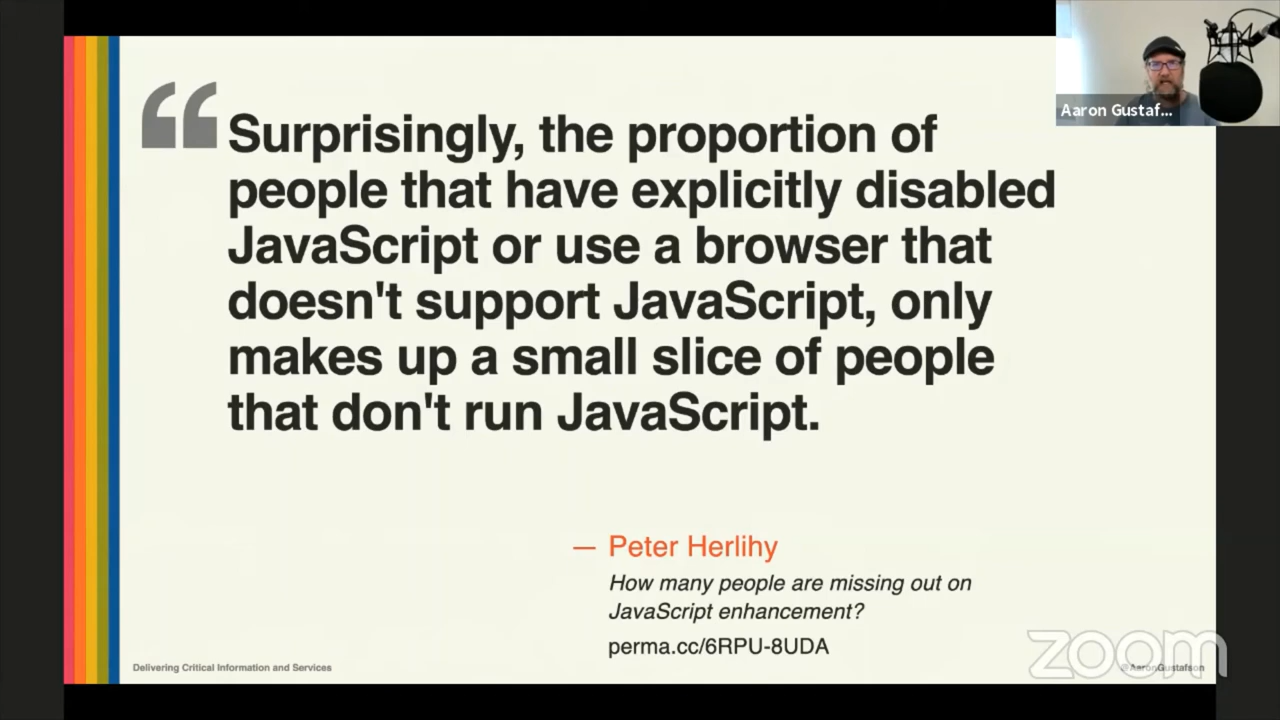 Aaron Gustaf...
“
Surprisingly, the proportion of
people that have explicitly disabled
JavaScript or use a browser that
doesn't support JavaScript, only
makes up a small slice of people
that don't run JavaScript.
— Peter Herlihy
How many people are missing out on
JavaScript enhancement?
perma.cc/6RPU-8UDA
Delivering Critical Information and Services
@AaronGustafson
zoom